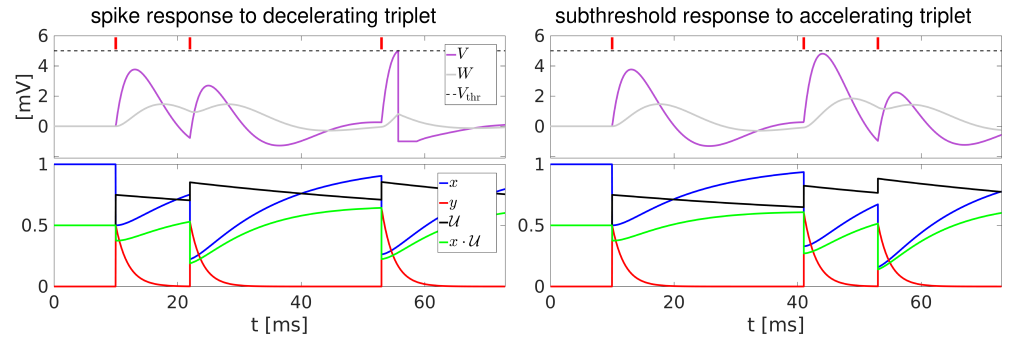 spike response to decelerating triplet
6
4
2
0
[mV]
V
W
V_thr
1
0.5
0
x
y
𝒰
x · 𝒰
0 20 40 60
t [ms]
subthreshold response to accelerating triplet
6
4
2
0
1
0.5
0
0 20 40 60
t [ms]